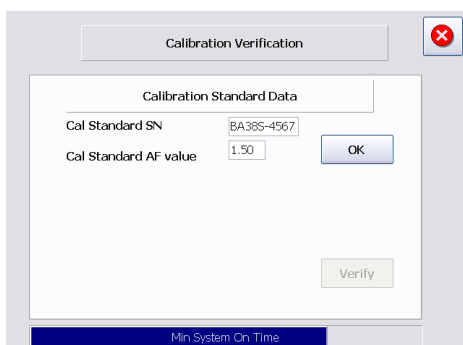 Calibration Verification
Calibration Standard Data
Cal Standard SN BA38S-4567
Cal Standard AF value 1.50 OK
Verify
Min System On Time